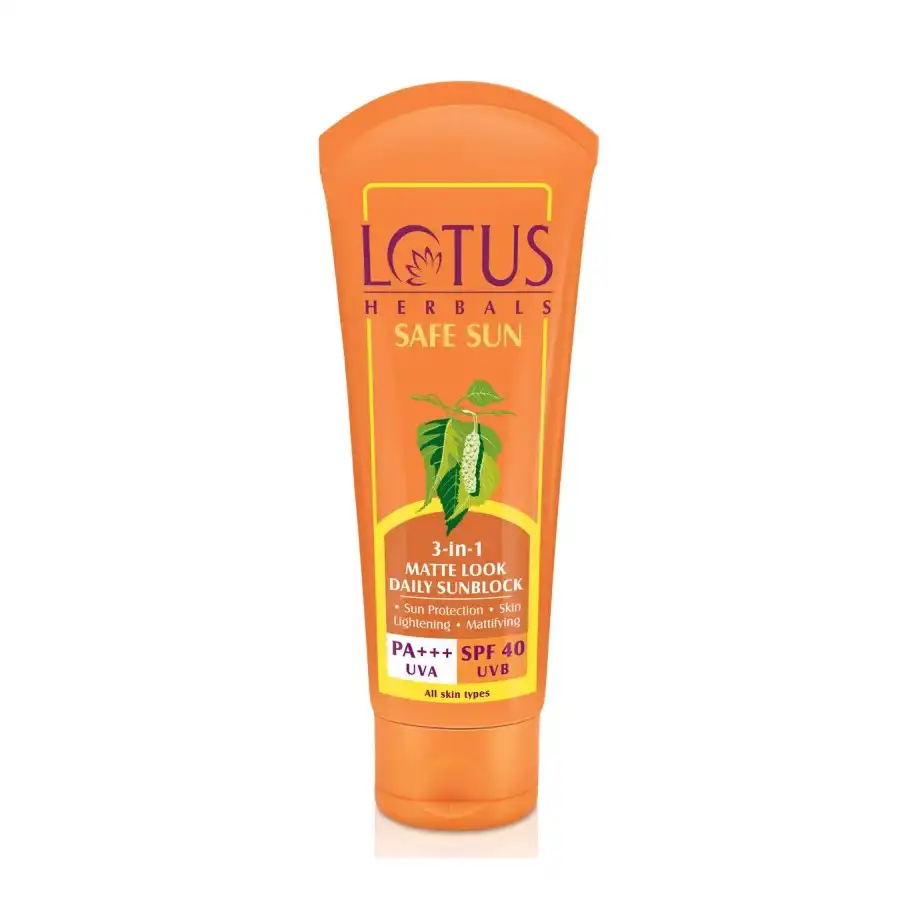 LOTUS
HERBALS
SAFE SUN
3-in-1
MATTE LOOK
DAILY SUNBLOCK
• Sun Protection • Skin
Lightening • Mattifying
PA+++ SPF 40
UVA UVB
All skin types